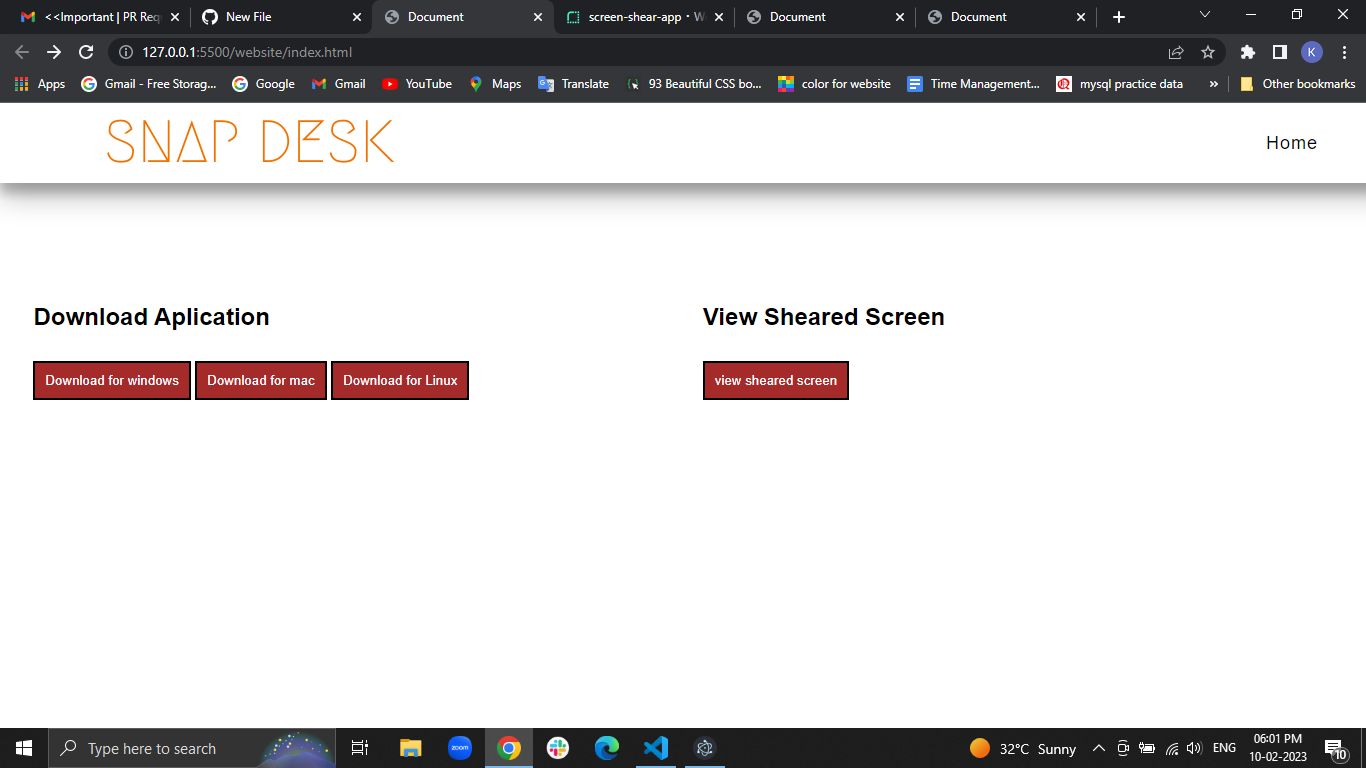 <<Important | PR Req
New File
Document
screen-shear-app • W
Document
Document
127.0.0.1:5500/website/index.html
K
Apps
Gmail - Free Storag...
Google
Gmail
YouTube
Maps
Translate
93 Beautiful CSS bo...
color for website
Time Management...
mysql practice data
»
Other bookmarks
SNAP DESK
Home
Download Aplication
View Sheared Screen
Download for windows
Download for mac
Download for Linux
view sheared screen
Type here to search
zoom
32°C Sunny
ENG
06:01 PM
10-02-2023
10